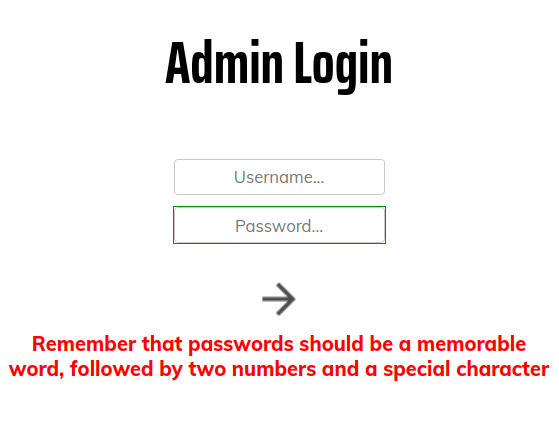 Admin Login
Username...
Password...
Remember that passwords should be a memorable
word, followed by two numbers and a special character